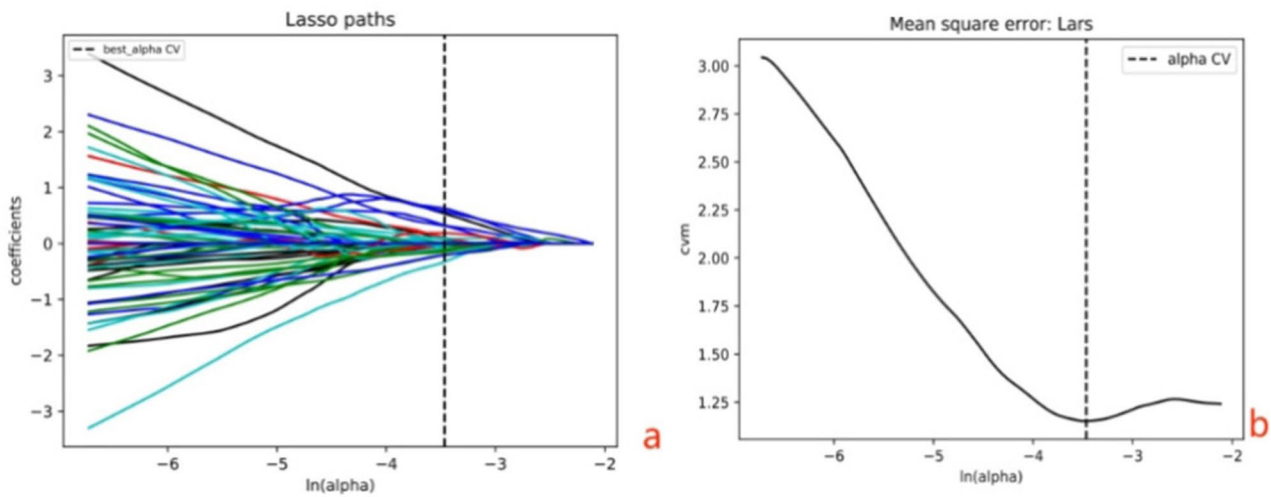 Lasso paths
best_alpha CV
3
2
1
0
−1
−2
−3
coefficients
−6
−5
−4
−3
−2
ln(alpha)
a
Mean square error: Lars
alpha CV
3.00
2.75
2.50
2.25
2.00
1.75
1.50
1.25
cvm
−6
−5
−4
−3
−2
ln(alpha)
b